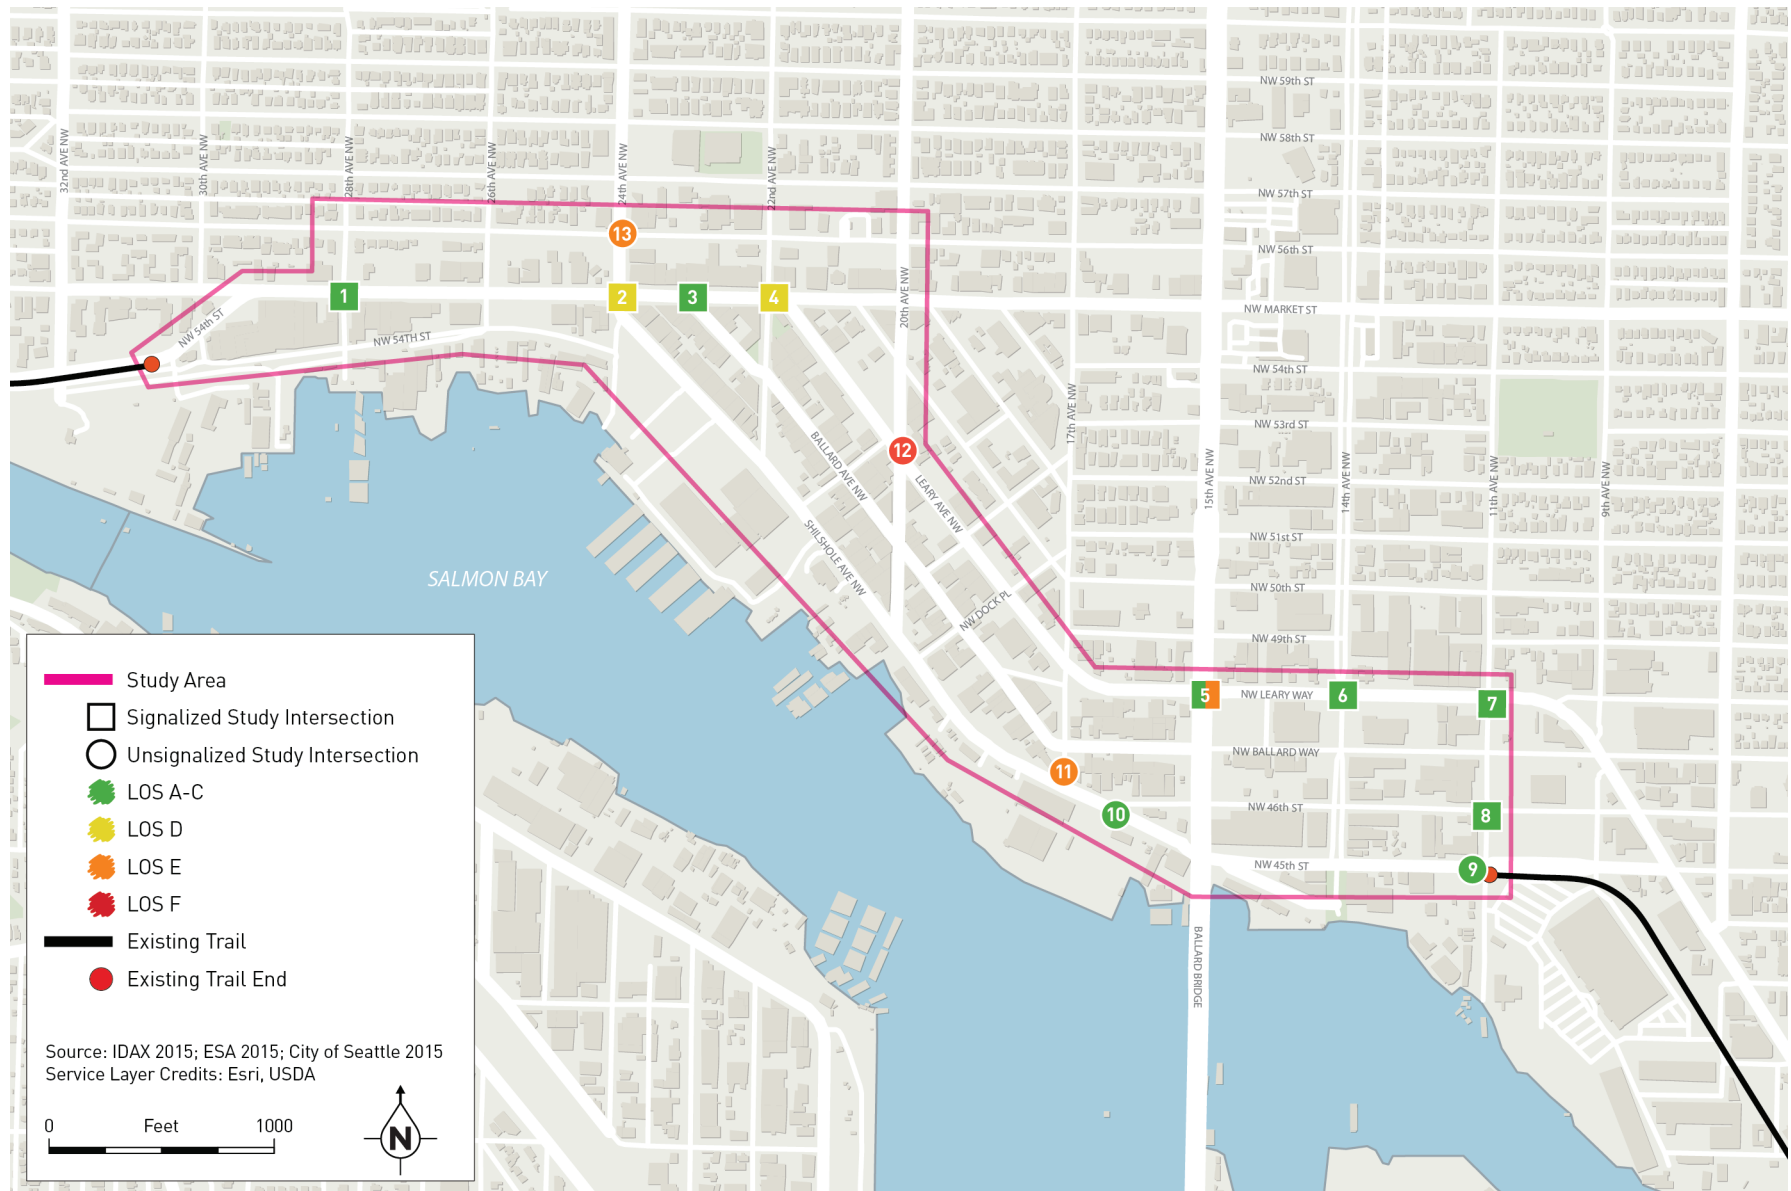 32nd AVE NW
30th AVE NW
28th AVE NW
26th AVE NW
24th AVE NW
22nd AVE NW
20th AVE NW
17th AVE NW
15th AVE NW
14th AVE NW
11th AVE NW
9th AVE NW
NW 59th ST
NW 58th ST
NW 57th ST
NW 56th ST
NW MARKET ST
NW 54th ST
NW 53rd ST
NW 52nd ST
NW 51st ST
NW 50th ST
NW 49th ST
NW LEARY WAY
NW BALLARD WAY
NW 46th ST
NW 45th ST
NW 54th ST
NW 54TH ST
BALLARD AVE NW
LEARY AVE NW
SHILSHOLE AVE NW
NW DOCK PL
BALLARD BRIDGE
SALMON BAY
13
1
2
3
4
12
5
6
7
11
10
8
9
Study Area
Signalized Study Intersection
Unsignalized Study Intersection
LOS A-C
LOS D
LOS E
LOS F
Existing Trail
Existing Trail End
Source: IDAX 2015; ESA 2015; City of Seattle 2015
Service Layer Credits: Esri, USDA
0 Feet 1000
N